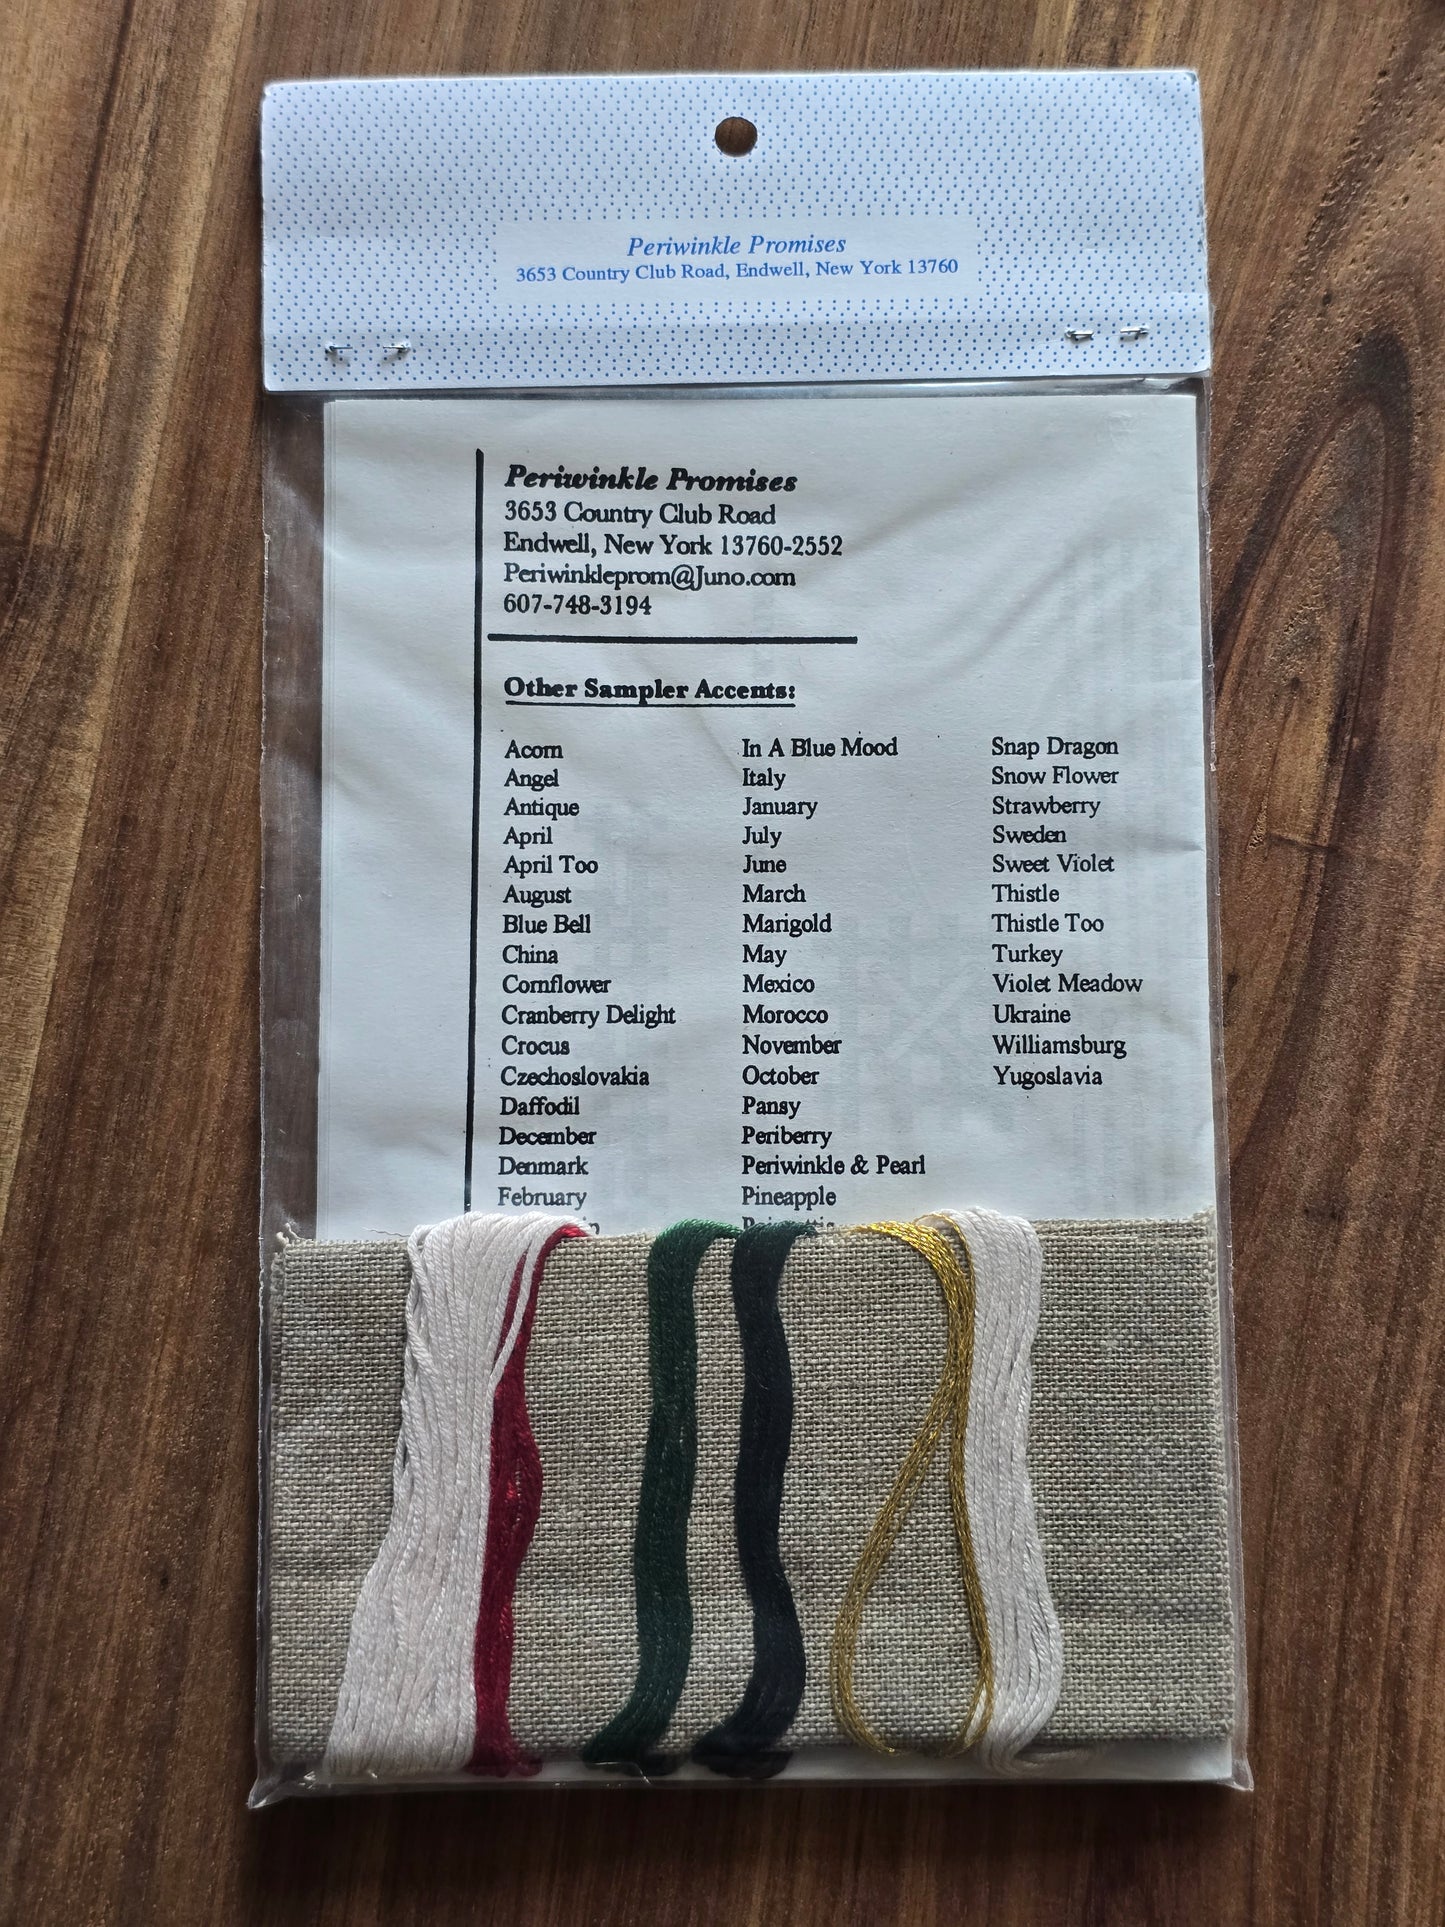 Periwinkle Promises
3653 Country Club Road, Endwell, New York 13760
Periwinkle Promises
3653 Country Club Road
Endwell, New York 13760-2552
Periwinkleprom@Juno.com
607-748-3194
Other Sampler Accents:
Acorn
Angel
Antique
April
April Too
August
Blue Bell
China
Cornflower
Cranberry Delight
Crocus
Czechoslovakia
Daffodil
December
Denmark
February
In A Blue Mood
Italy
January
July
June
March
Marigold
May
Mexico
Morocco
November
October
Pansy
Periberry
Periwinkle & Pearl
Pineapple
Snap Dragon
Snow Flower
Strawberry
Sweden
Sweet Violet
Thistle
Thistle Too
Turkey
Violet Meadow
Ukraine
Williamsburg
Yugoslavia